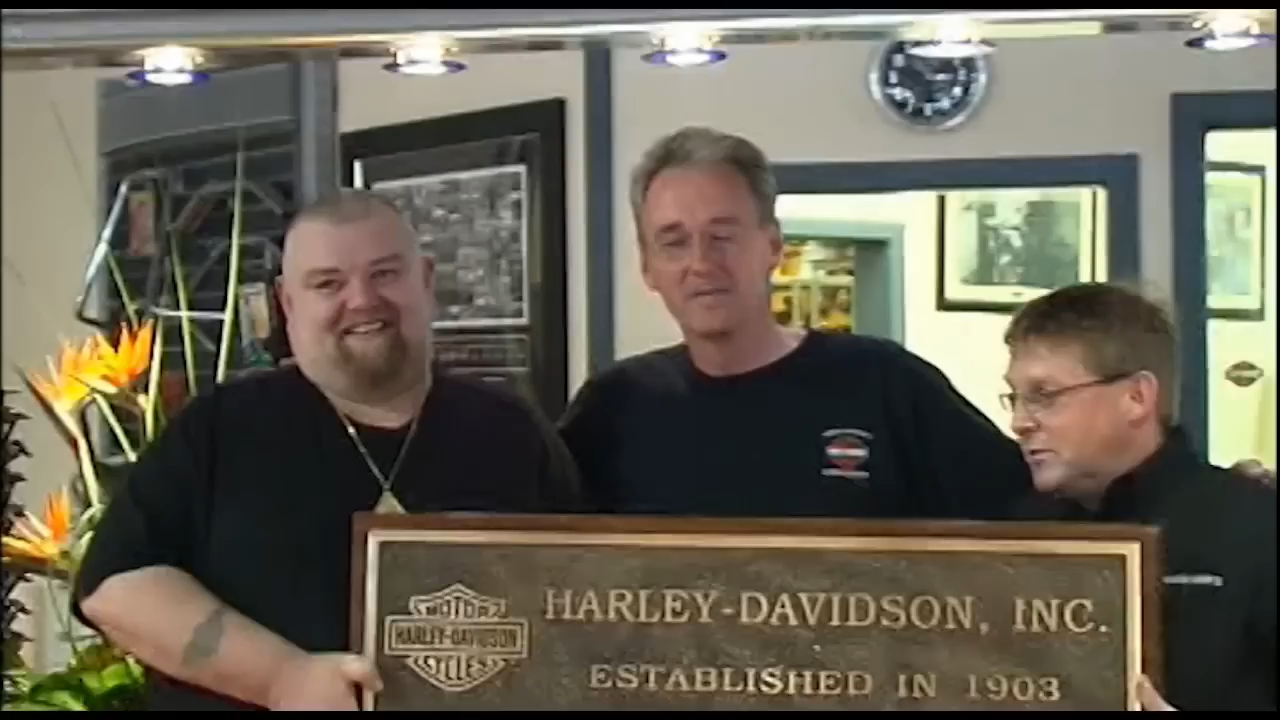 MOTOR
HARLEY-DAVIDSON
CYCLES
HARLEY-DAVIDSON, INC.
ESTABLISHED IN 1903